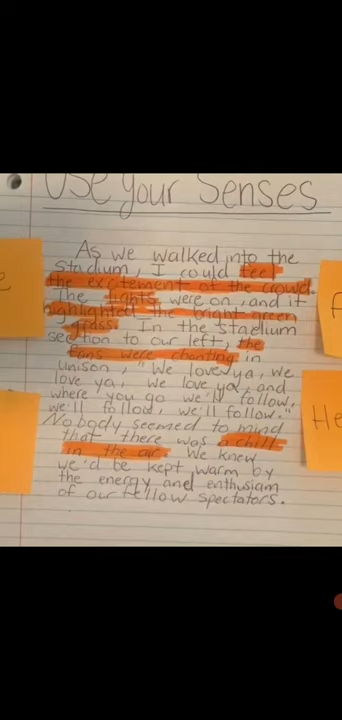 Use Your Senses
As we walked into the
Stadium, I could feel
the excitement of the crowd.
The lights were on, and it
highlighted the bright green
grass. In the stadium
section to our left, the
fans were chanting in
unison, "We love ya, we
love ya, we love ya, and
where you go we'll follow,
we'll follow, we'll follow."
Nobody seemed to mind
that there was a chill
in the air. We knew
we'd be kept warm by
the energy and enthusiam
of our fellow spectators.
He